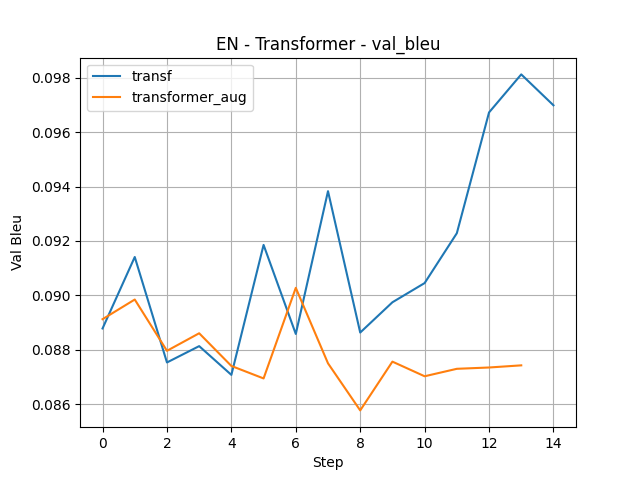 EN - Transformer - val_bleu
transf
transformer_aug
0.098
0.096
0.094
0.092
0.090
0.088
0.086
Val Bleu
0 2 4 6 8 10 12 14
Step